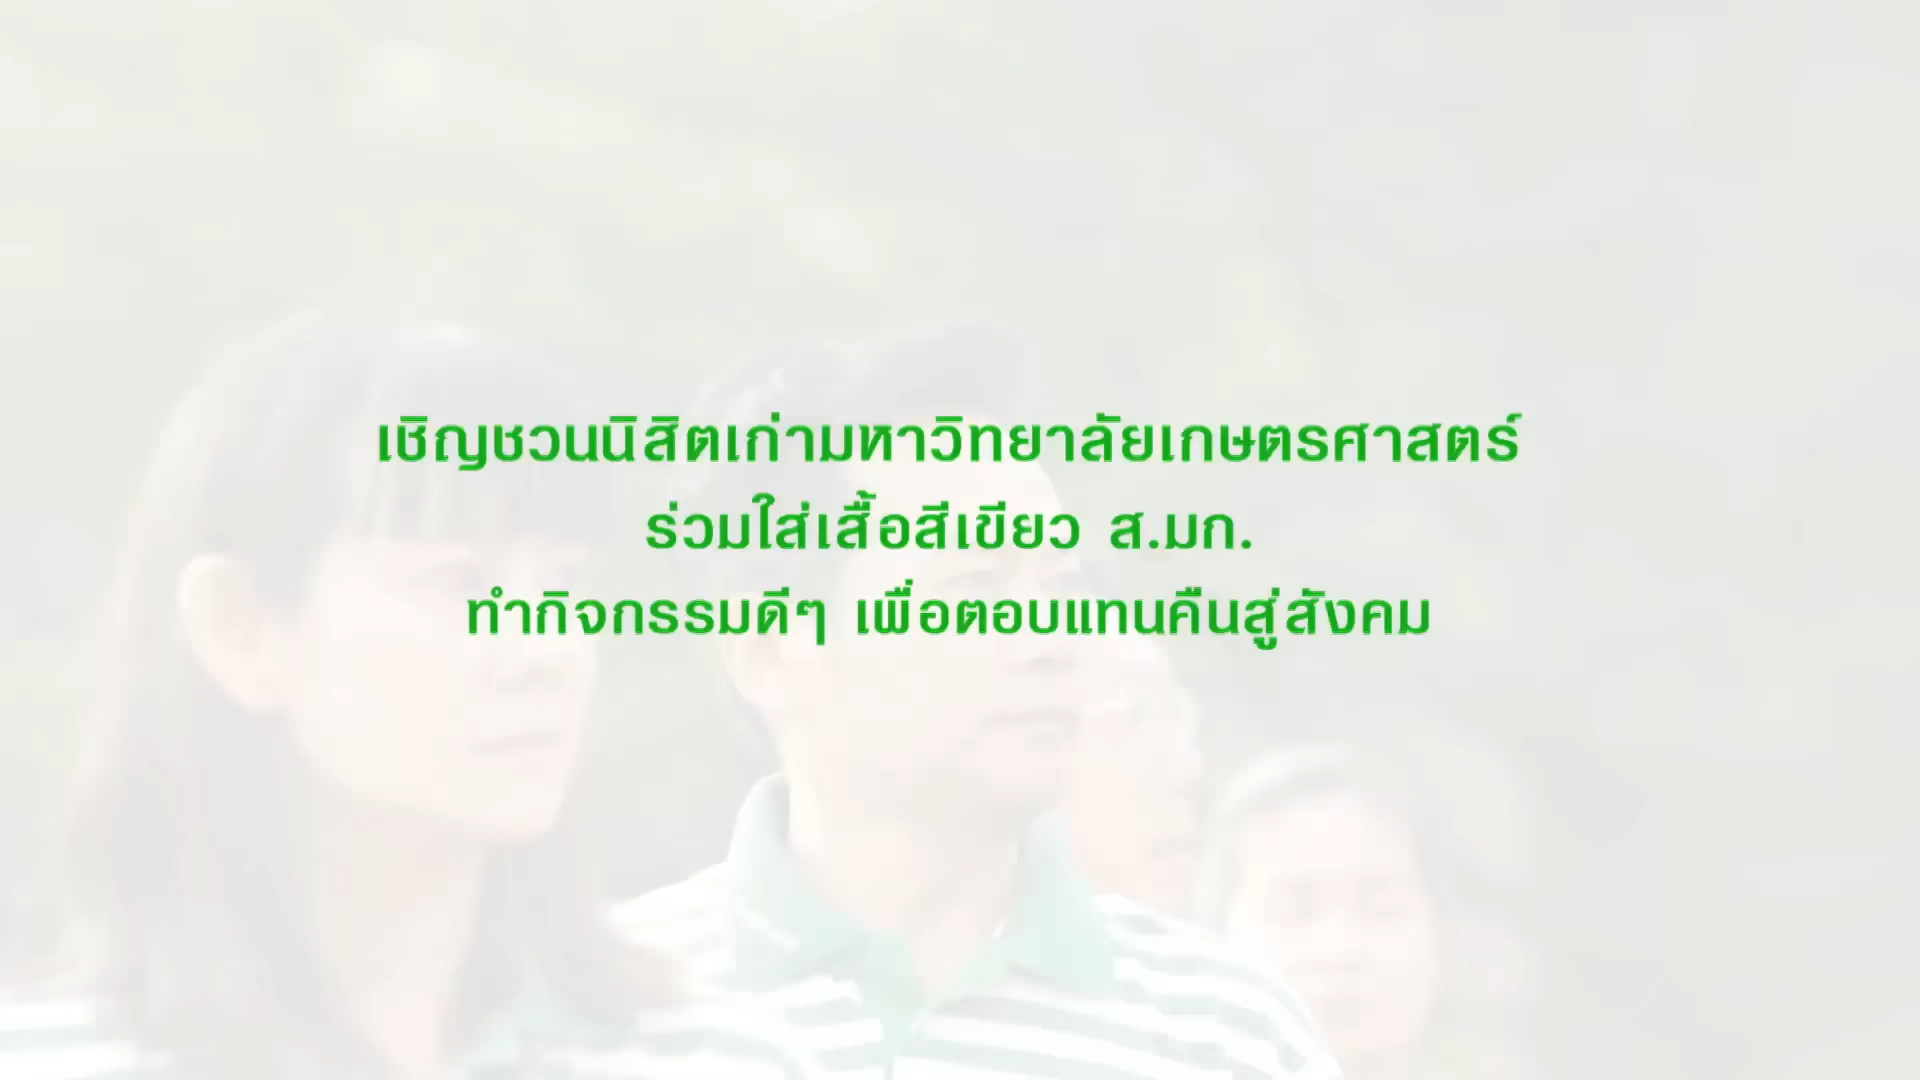 เชิญชวนนิสิตเก่ามหาวิทยาลัยเกษตรศาสตร์
ร่วมใส่เสื้อสีเขียว ส.มก.
ทำกิจกรรมดีๆ เพื่อตอบแทนคืนสู่สังคม